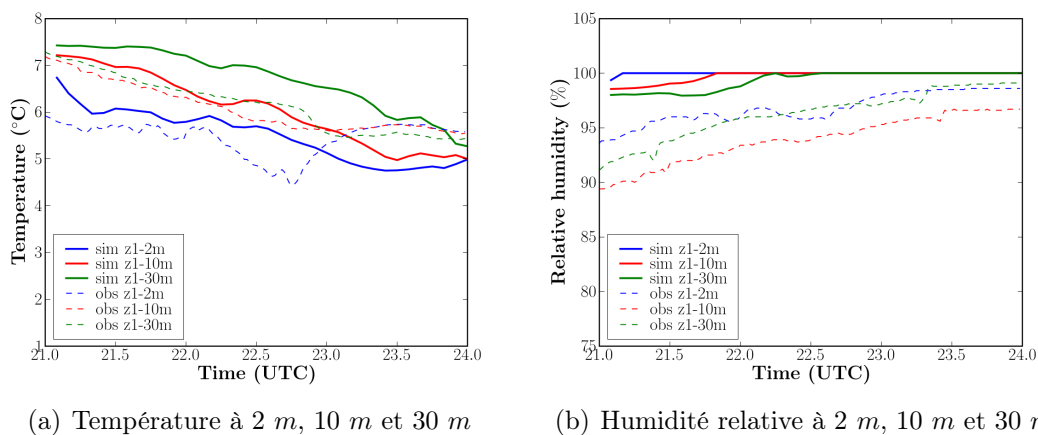 8
7
6
5
4
3
2
1
Temperature (°C)
sim z1-2m
sim z1-10m
sim z1-30m
obs z1-2m
obs z1-10m
obs z1-30m
21.0 21.5 22.0 22.5 23.0 23.5 24.0
Time (UTC)
(a) Température à 2 m, 10 m et 30 m
105
100
95
90
85
80
75
Relative humidity (%)
sim z1-2m
sim z1-10m
sim z1-30m
obs z1-2m
obs z1-10m
obs z1-30m
21.0 21.5 22.0 22.5 23.0 23.5 24.0
Time (UTC)
(b) Humidité relative à 2 m, 10 m et 30